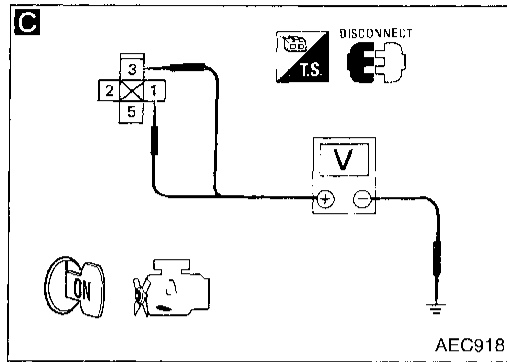 C
DISCONNECT
T.S.
3
2 1
5
V
+ −
ON
AEC918